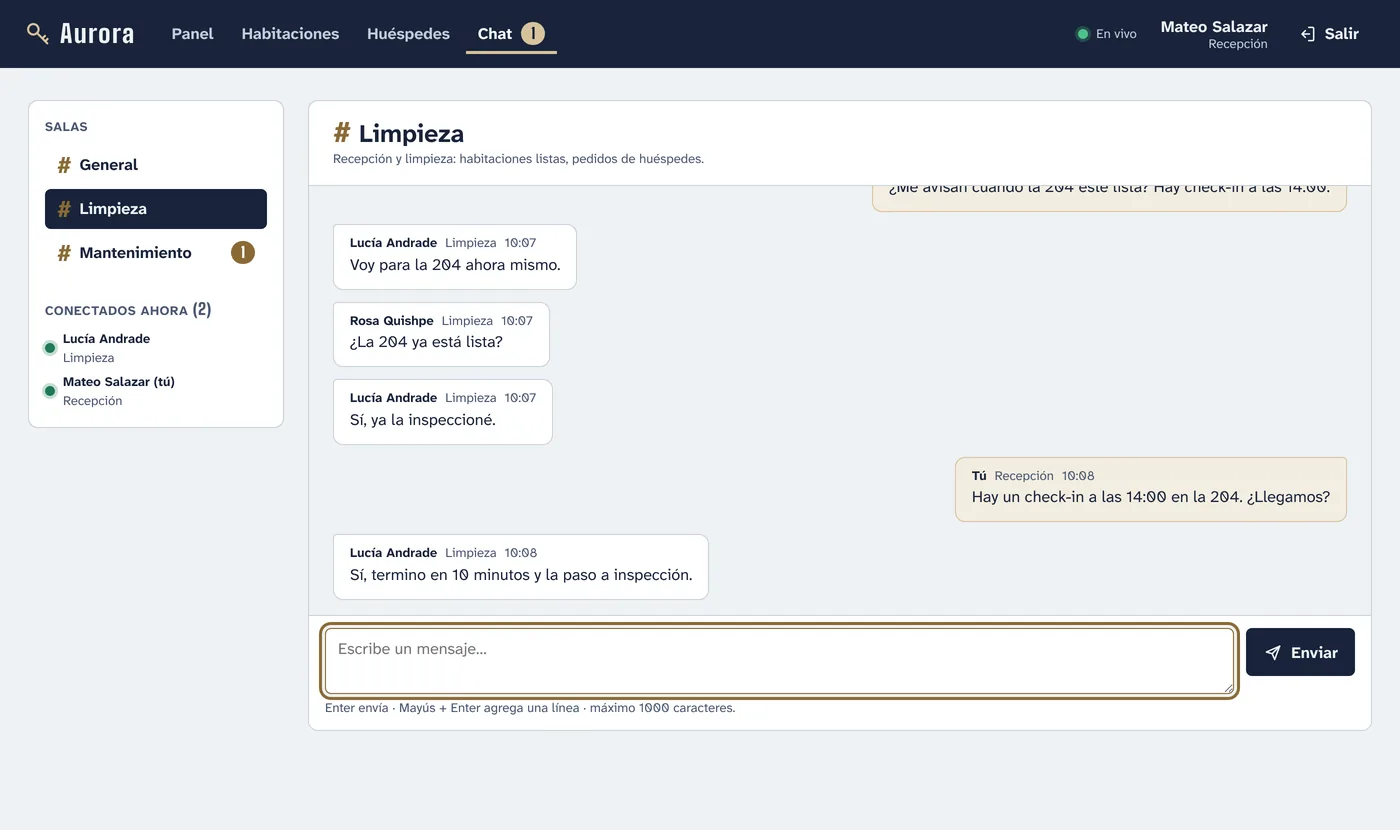 Aurora
Panel
Habitaciones
Huéspedes
Chat 1
En vivo
Mateo Salazar
Recepción
Salir
SALAS
# General
# Limpieza
# Mantenimiento 1
CONECTADOS AHORA (2)
Lucía Andrade
Limpieza
Mateo Salazar (tú)
Recepción
# Limpieza
Recepción y limpieza: habitaciones listas, pedidos de huéspedes.
¿Me avisan cuando la 204 esté lista? Hay check-in a las 14:00.
Lucía Andrade Limpieza 10:07
Voy para la 204 ahora mismo.
Rosa Quishpe Limpieza 10:07
¿La 204 ya está lista?
Lucía Andrade Limpieza 10:07
Sí, ya la inspeccioné.
Tú Recepción 10:08
Hay un check-in a las 14:00 en la 204. ¿Llegamos?
Lucía Andrade Limpieza 10:08
Sí, termino en 10 minutos y la paso a inspección.
Escribe un mensaje...
Enviar
Enter envía · Mayús + Enter agrega una línea · máximo 1000 caracteres.